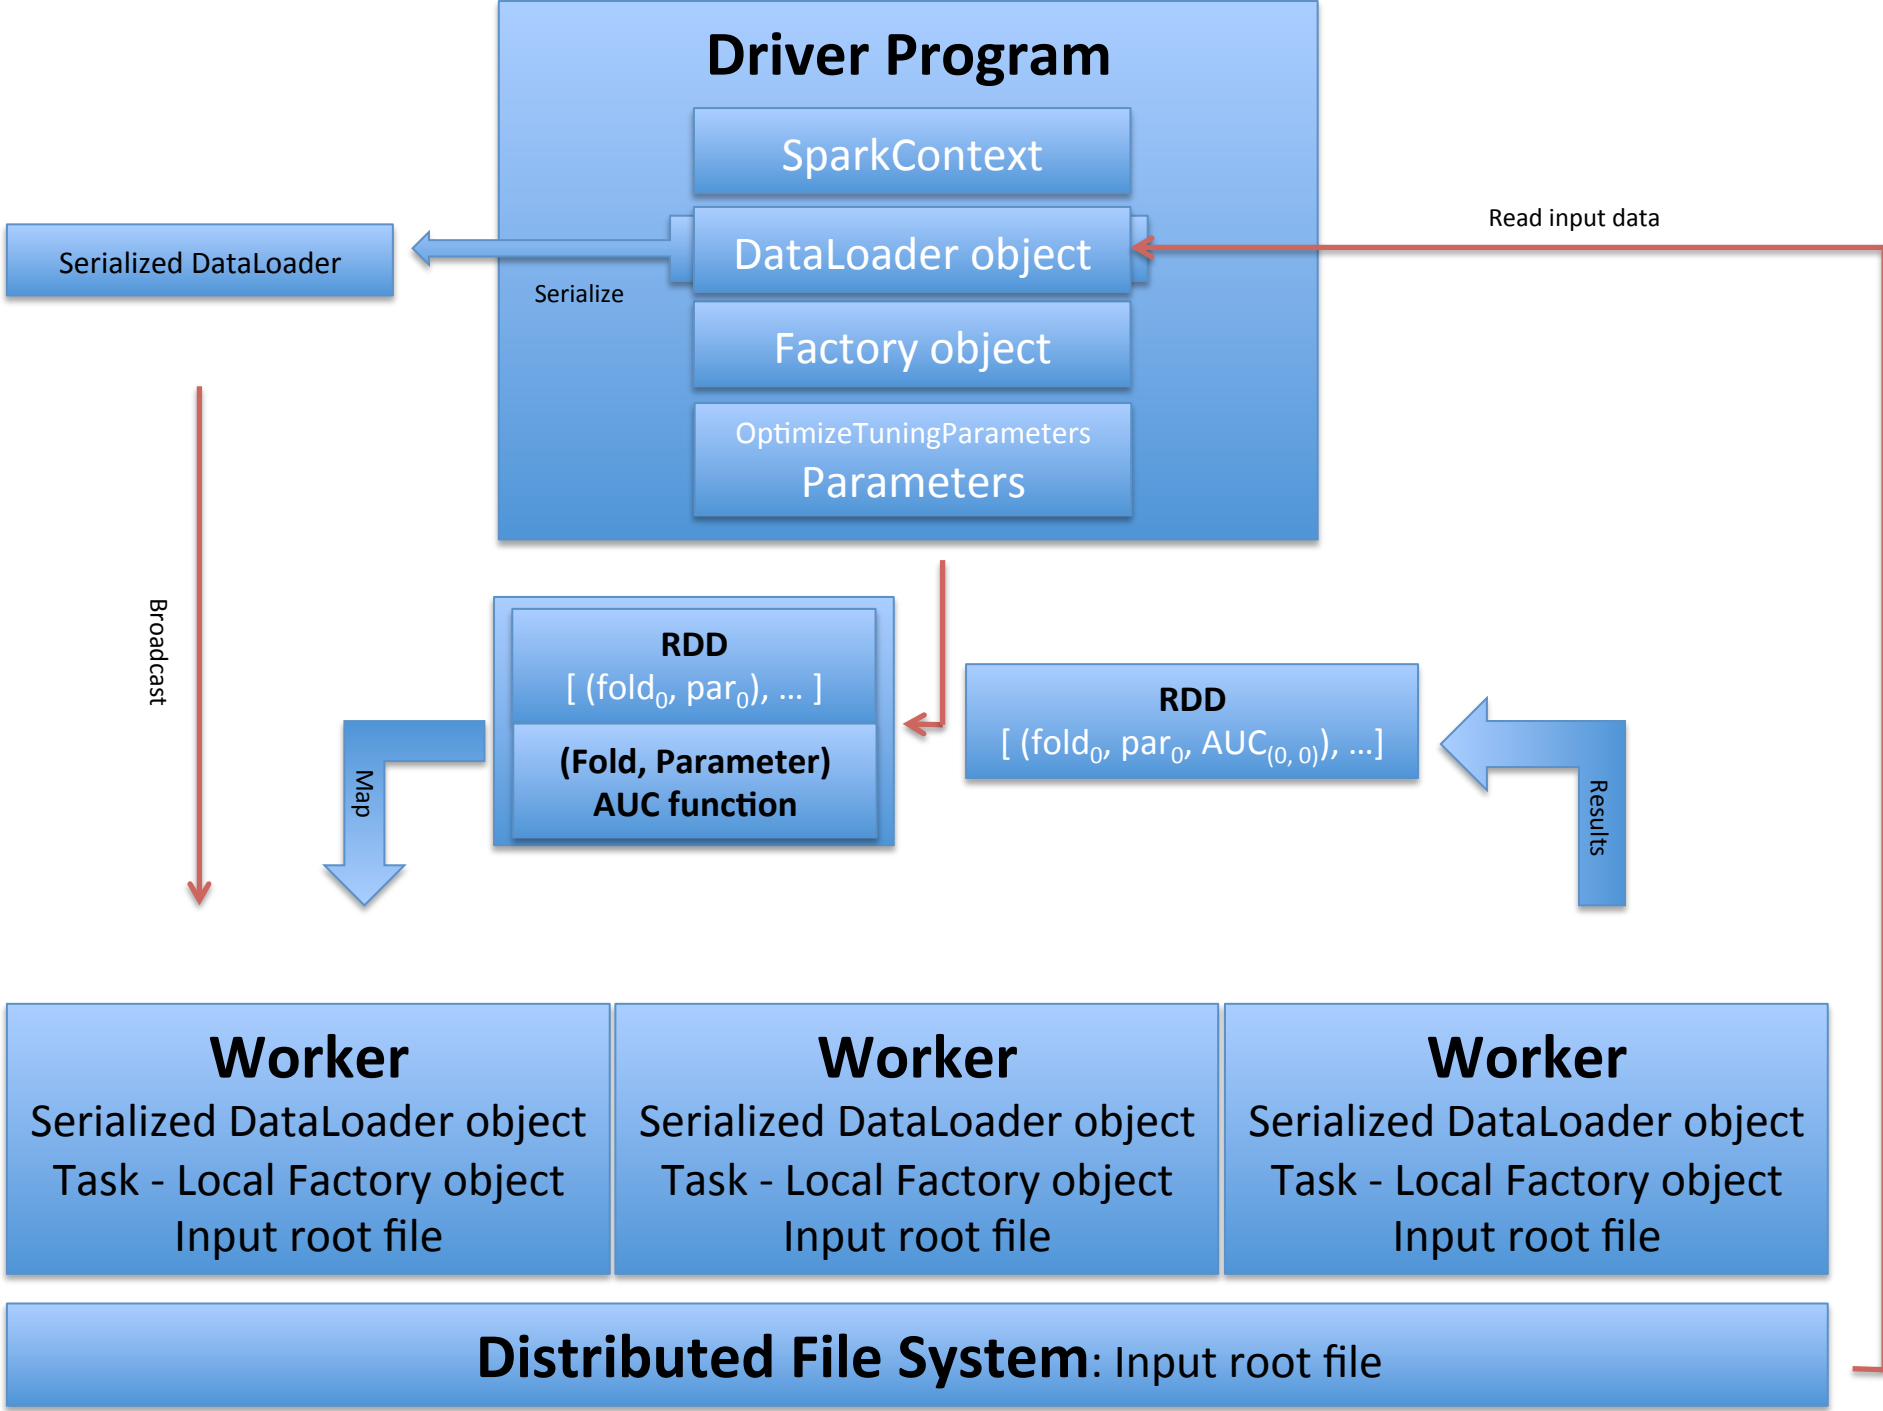 Driver Program
SparkContext
Read input data
DataLoader object
Serialized DataLoader
Serialize
Factory object
OptimizeTuningParameters
Parameters
Broadcast
RDD
[ (fold₀, par₀), … ]
(Fold, Parameter)
AUC function
Map
RDD
[ (fold₀, par₀, AUC₍₀, ₀₎), …]
Results
Worker
Serialized DataLoader object
Task - Local Factory object
Input root file
Worker
Serialized DataLoader object
Task - Local Factory object
Input root file
Worker
Serialized DataLoader object
Task - Local Factory object
Input root file
Distributed File System: Input root file